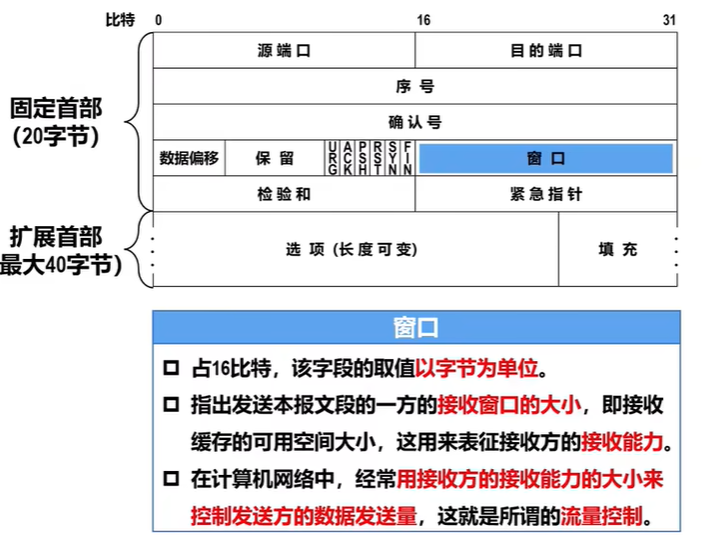 比特 0 16 31
源端口 目的端口
序号
固定首部
(20字节)
确认号
数据偏移 保留 URG ACK PSH RST SYN FIN 窗口
检验和 紧急指针
扩展首部
最大40字节)
选项 (长度可变) 填充
窗口
占16比特，该字段的取值以字节为单位。
指出发送本报文段的一方的接收窗口的大小，即接收
缓存的可用空间大小，这用来表征接收方的接收能力。
在计算机网络中，经常用接收方的接收能力的大小来
控制发送方的数据发送量，这就是所谓的流量控制。